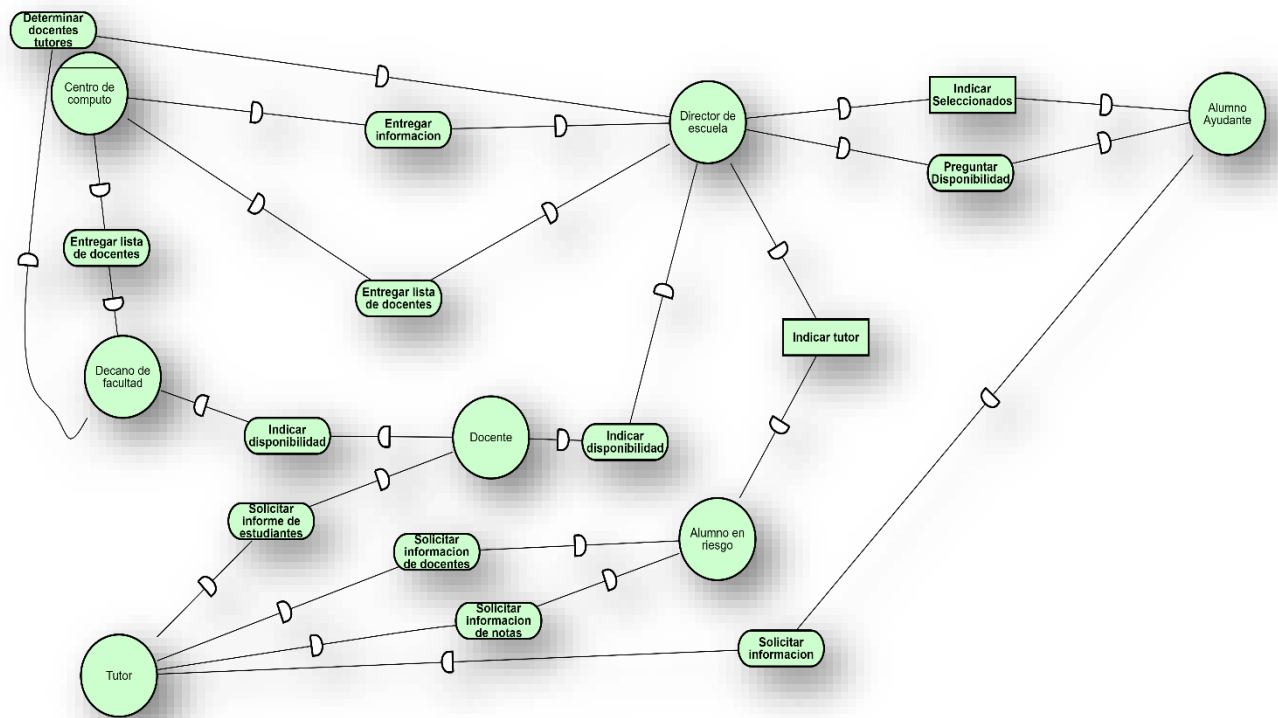 Determinar
docentes
tutores
Centro de
computo
Entregar
informacion
Director de
escuela
Indicar
Seleccionados
Alumno
Ayudante
Preguntar
Disponibilidad
Entregar lista
de docentes
Entregar lista
de docentes
Indicar tutor
Decano de
facultad
Indicar
disponibilidad
Docente
Indicar
disponibilidad
Solicitar
informe de
estudiantes
Solicitar
informacion
de docentes
Alumno en
riesgo
Solicitar
informacion
de notas
Solicitar
informacion
Tutor